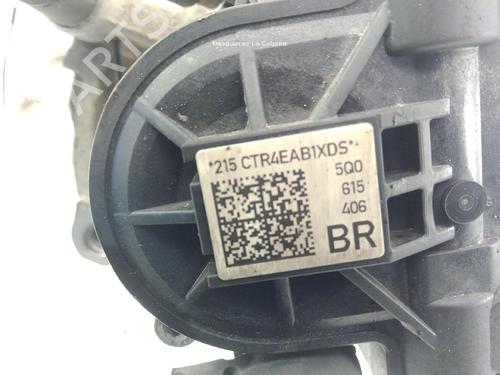 Desguaces La Cabana
*215 CTR4EAB1XDS*
5Q0
615
406
BR